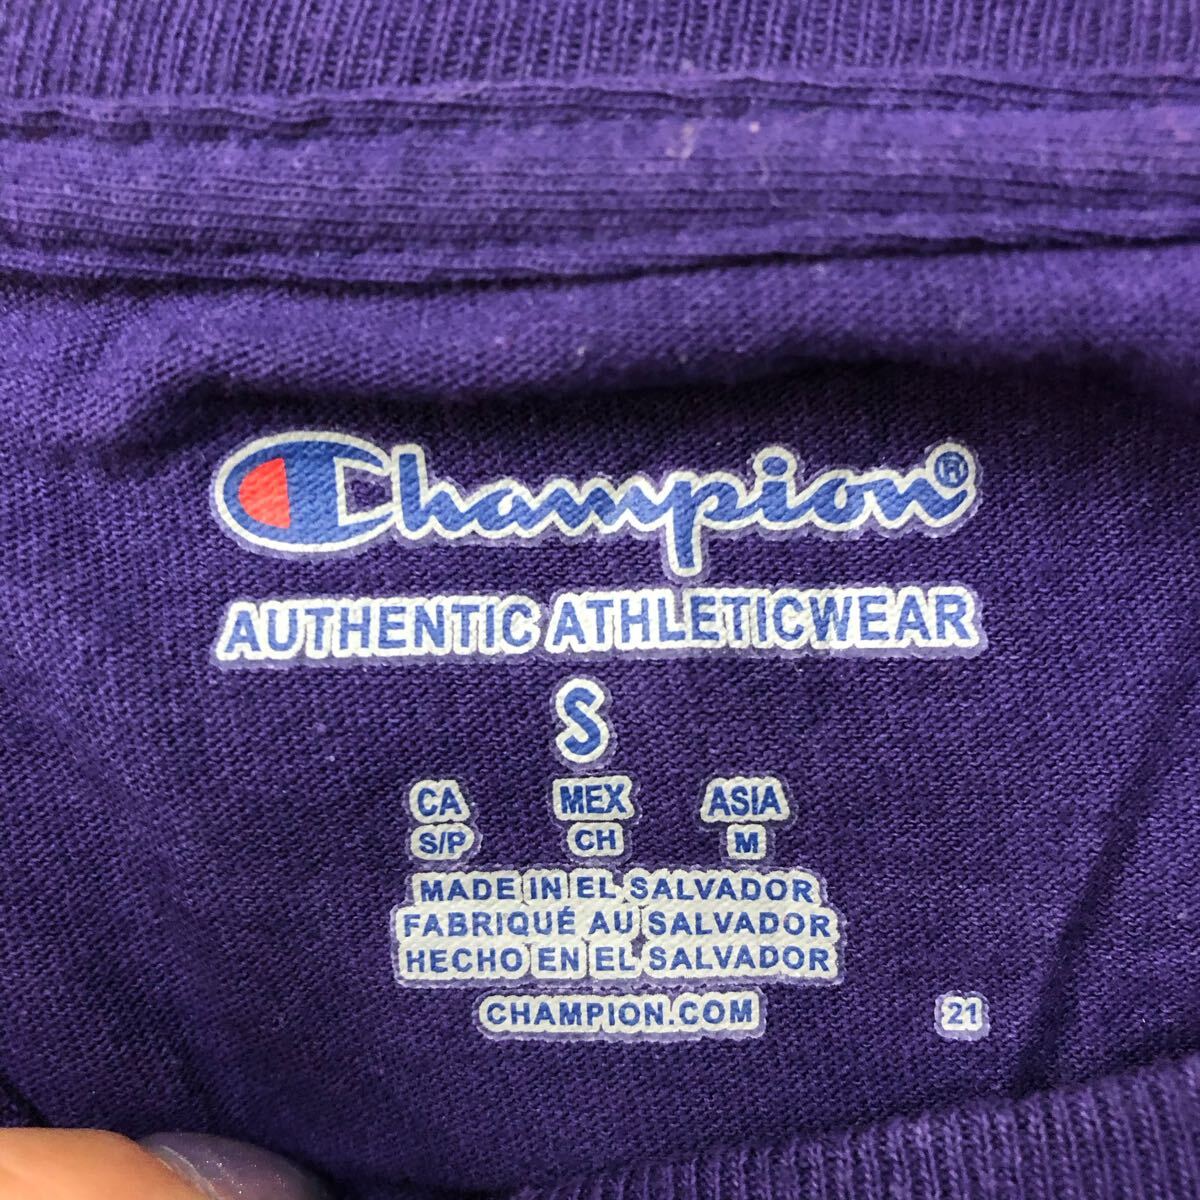 Champion®
AUTHENTIC ATHLETICWEAR
S
CA MEX ASIA
S/P CH M
MADE IN EL SALVADOR
FABRIQUÉ AU SALVADOR
HECHO EN EL SALVADOR
CHAMPION.COM 21